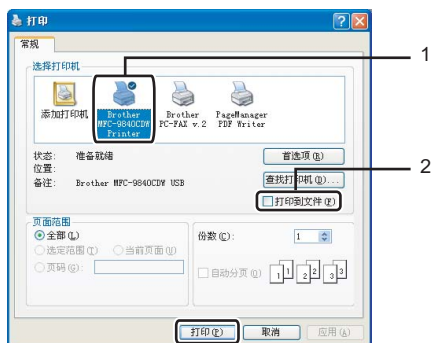 打印
常规
1
选择打印机
添加打印机
Brother
MFC-9840CDW
Printer
Brother
PC-FAX v.2
PageManager
PDF Writer
状态: 准备就绪
首选项(R)
位置:
2
备注: Brother MFC-9840CDW USB
查找打印机(D)...
打印到文件(F)
页面范围
全部(L)
份数(C): 1
选定范围(T) 当前页面(U)
页码(G):
自动分页(O)
1 1 2 2 3 3
打印(P) 取消 应用(A)